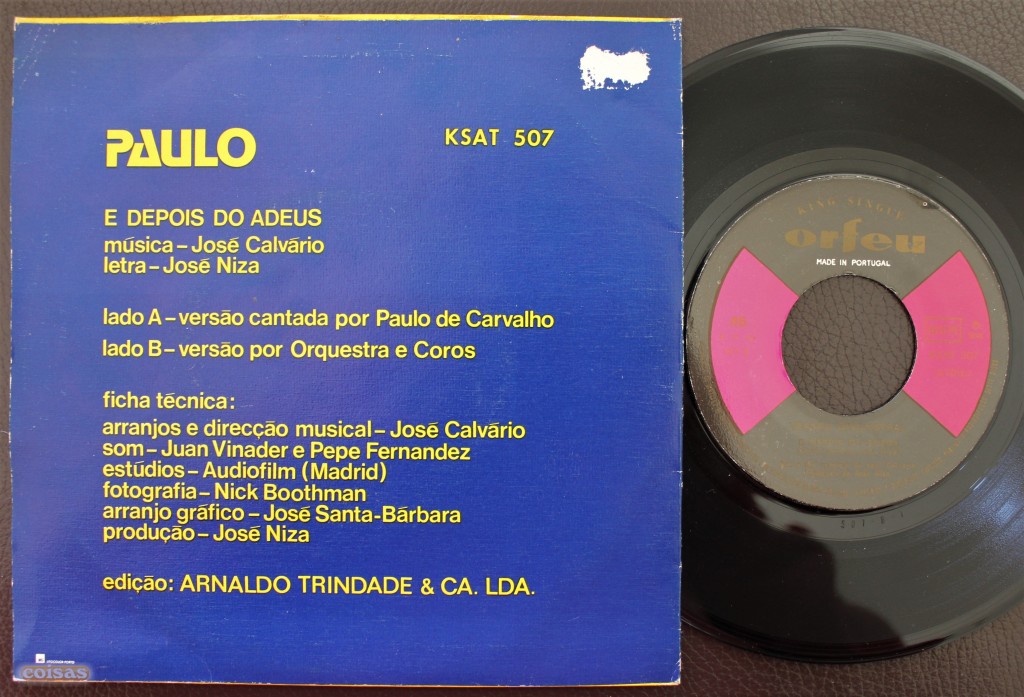 PAULO
KSAT 507
E DEPOIS DO ADEUS
música – José Calvário
letra – José Niza
lado A – versão cantada por Paulo de Carvalho
lado B – versão por Orquestra e Coros
ficha técnica:
arranjos e direcção musical – José Calvário
som – Juan Vinader e Pepe Fernandez
estúdios – Audiofilm (Madrid)
fotografia – Nick Boothman
arranjo gráfico – José Santa-Bárbara
produção – José Niza
edição: ARNALDO TRINDADE & CA. LDA.
coisas
KING SINGLE
orfeu
MADE IN PORTUGAL